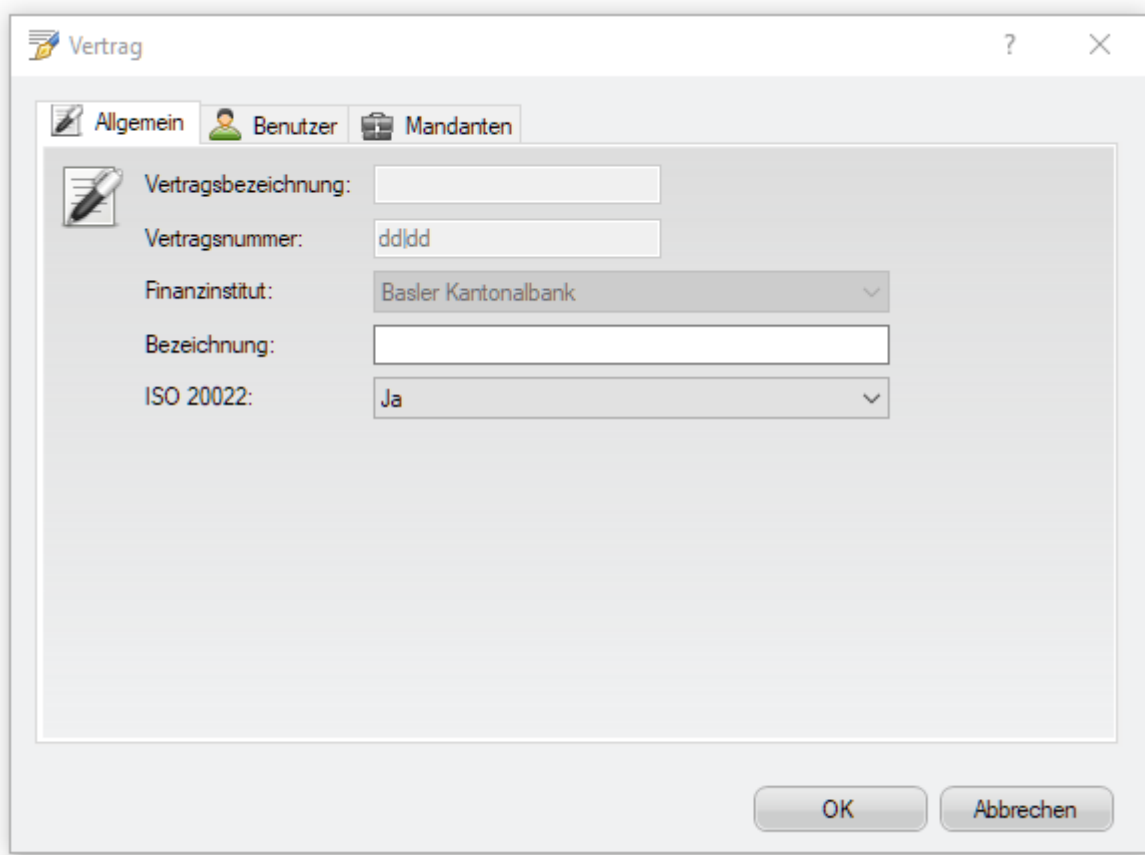 Vertrag
Allgemein Benutzer Mandanten
Vertragsbezeichnung:
Vertragsnummer: dd|dd
Finanzinstitut: Basler Kantonalbank
Bezeichnung:
ISO 20022: Ja
OK Abbrechen